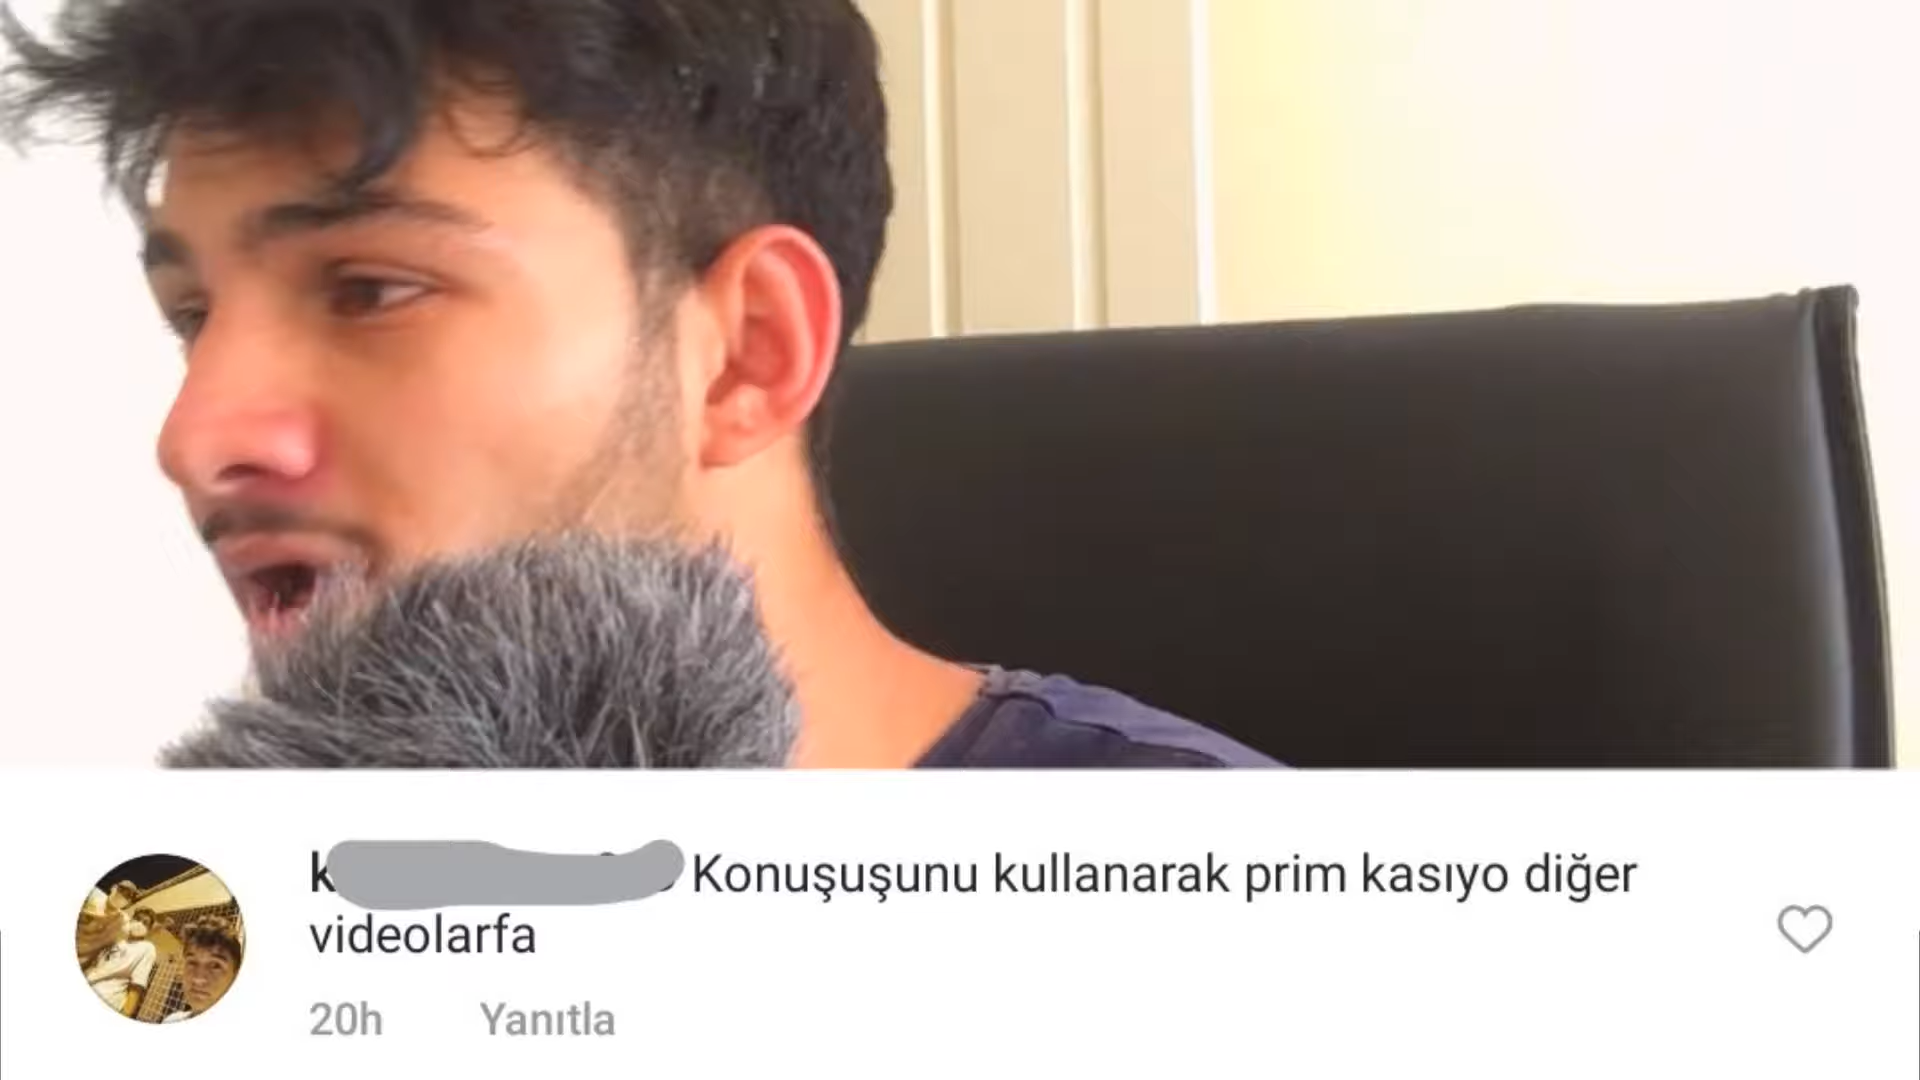 Konuşuşunu kullanarak prim kasıyo diğer
videolarfa
20h Yanıtla